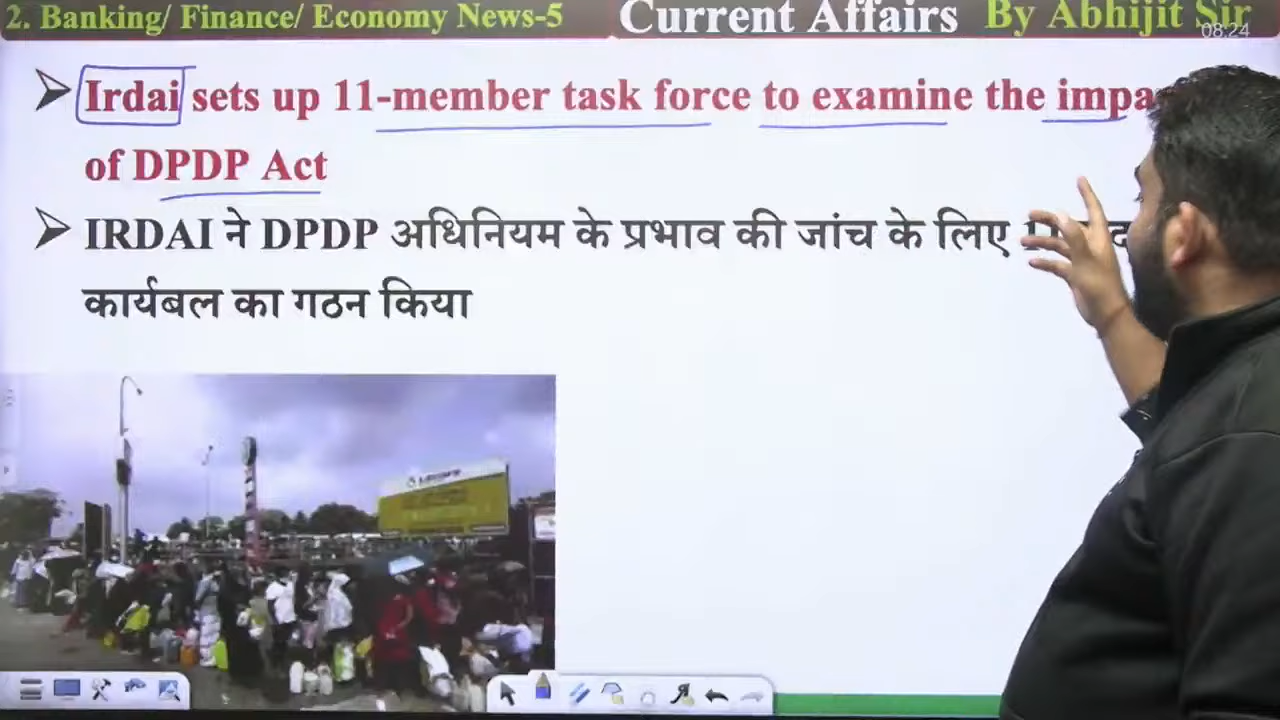 2. Banking/ Finance/ Economy News-5
Current Affairs
By Abhijit Sir
08:24
Irdai sets up 11-member task force to examine the
of DPDP Act
IRDAI ने DPDP अधिनियम के प्रभाव की जांच के लिए
कार्यबल का गठन किया